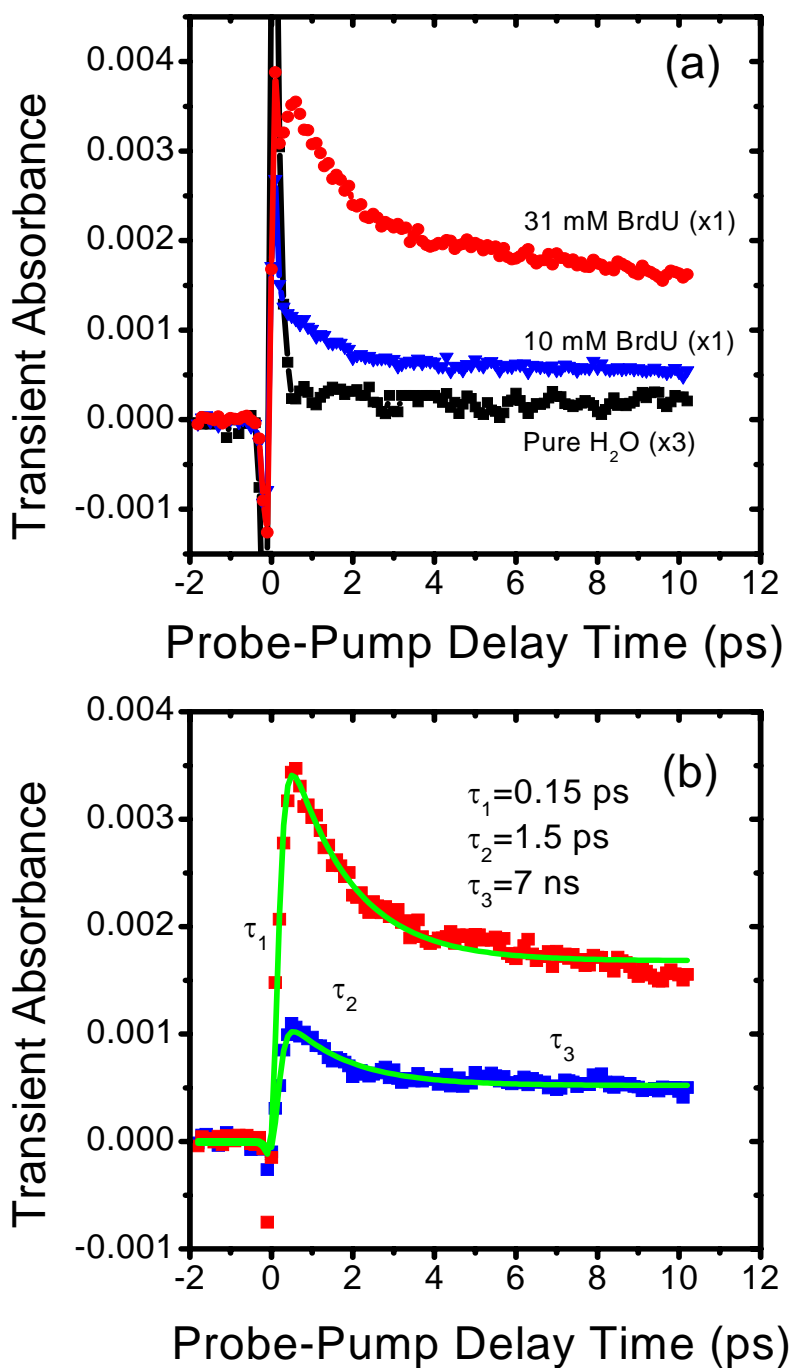 (a)
0.004
0.003
0.002
0.001
0.000
-0.001
Transient Absorbance
31 mM BrdU (x1)
10 mM BrdU (x1)
Pure H₂O (x3)
-2 0 2 4 6 8 10 12
Probe-Pump Delay Time (ps)
(b)
0.004
0.003
0.002
0.001
0.000
-0.001
Transient Absorbance
τ₁=0.15 ps
τ₂=1.5 ps
τ₃=7 ns
τ₁
τ₂
τ₃
-2 0 2 4 6 8 10 12
Probe-Pump Delay Time (ps)